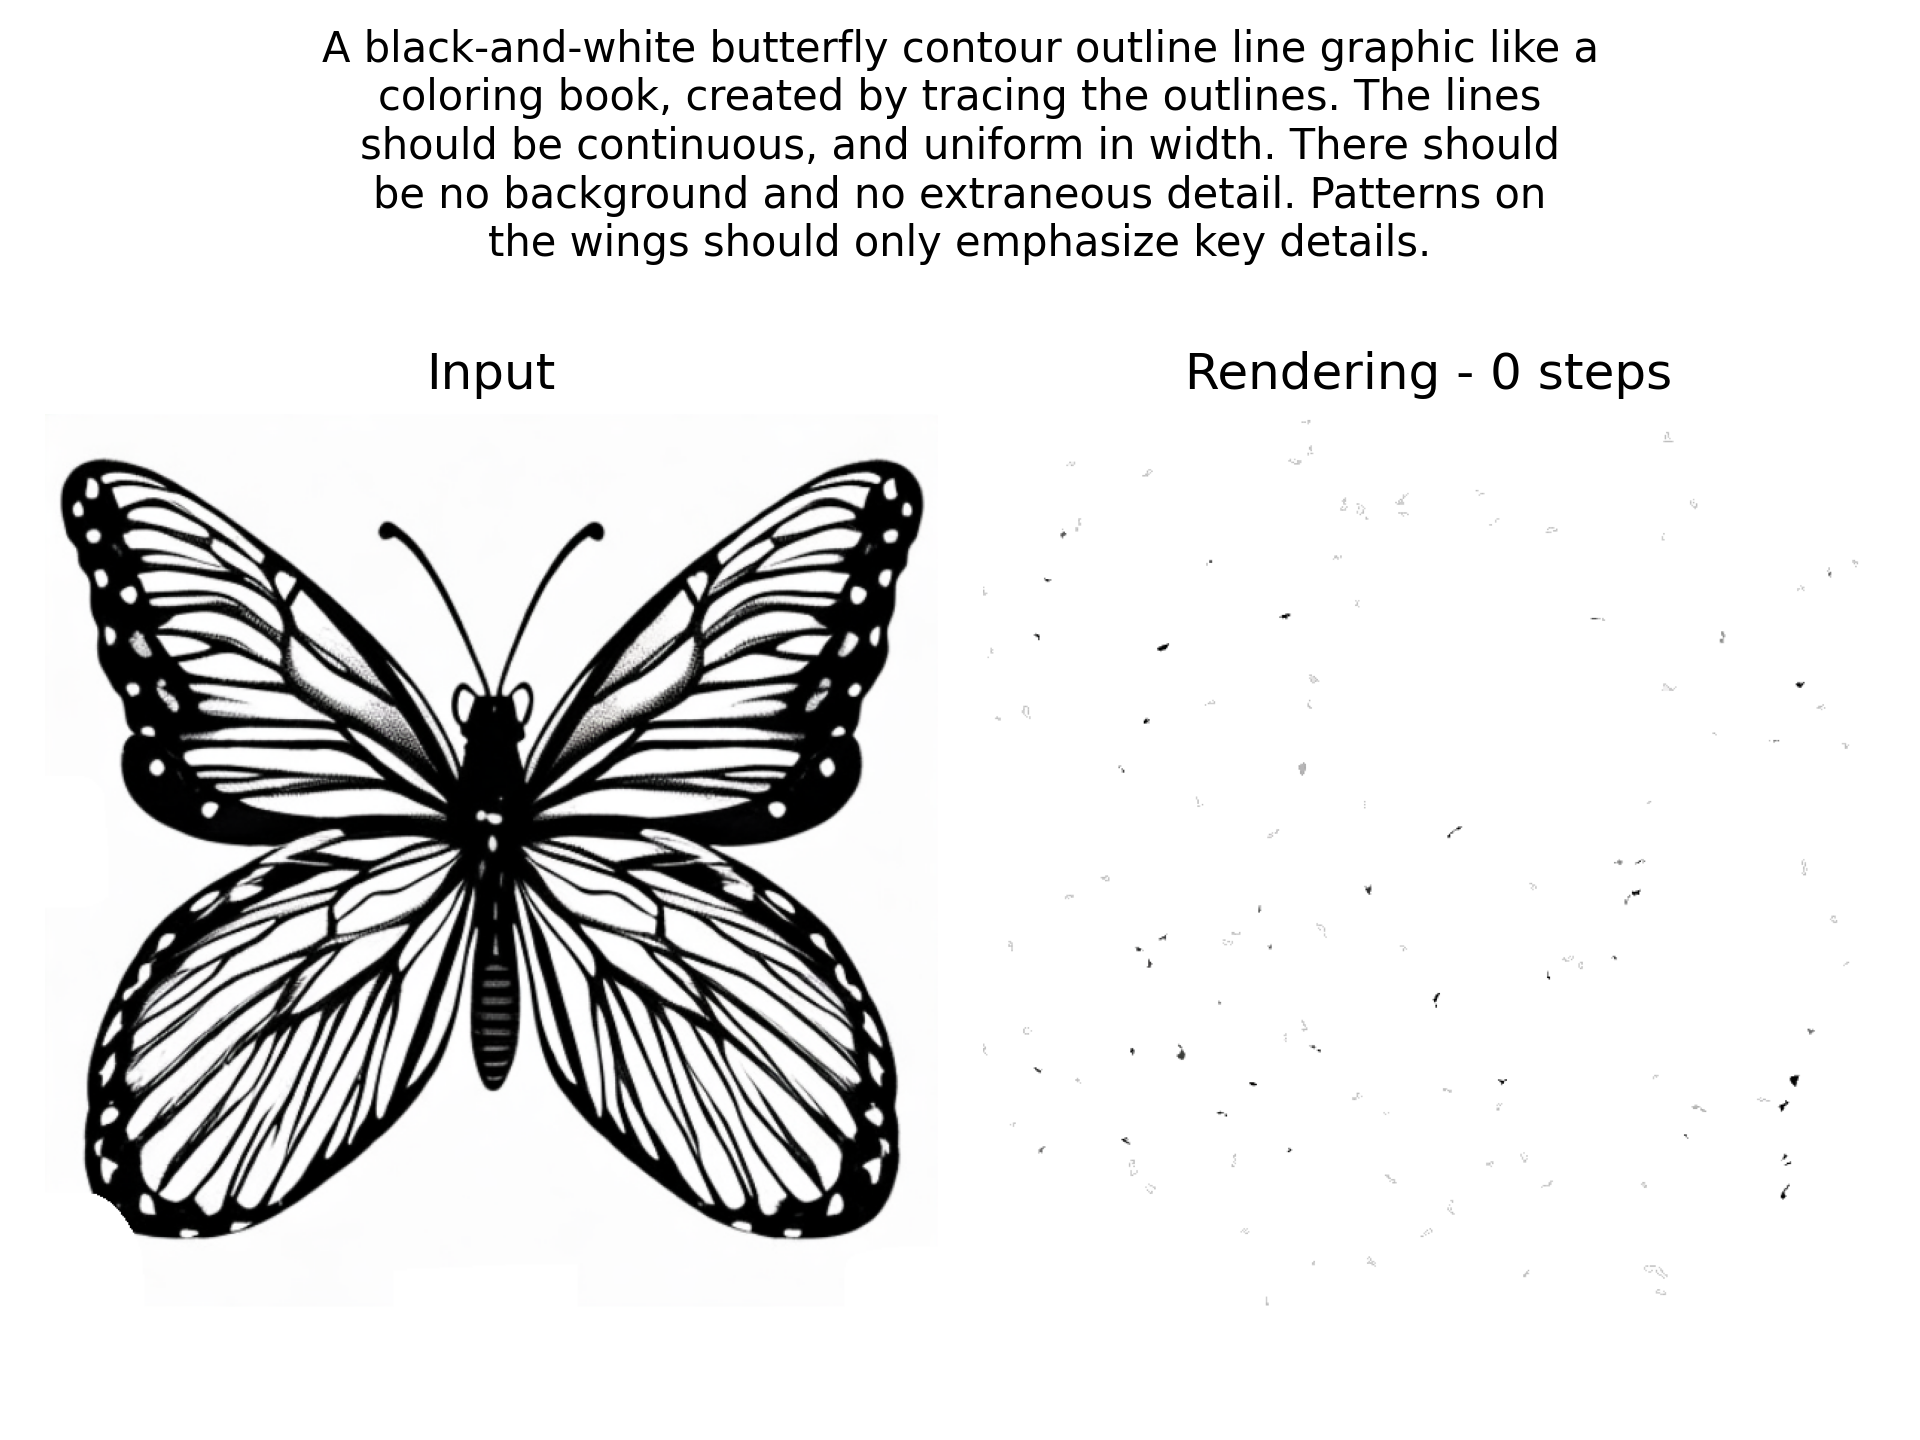 A black-and-white butterfly contour outline line graphic like a
coloring book, created by tracing the outlines. The lines
should be continuous, and uniform in width. There should
be no background and no extraneous detail. Patterns on
the wings should only emphasize key details.
Input
Rendering - 0 steps